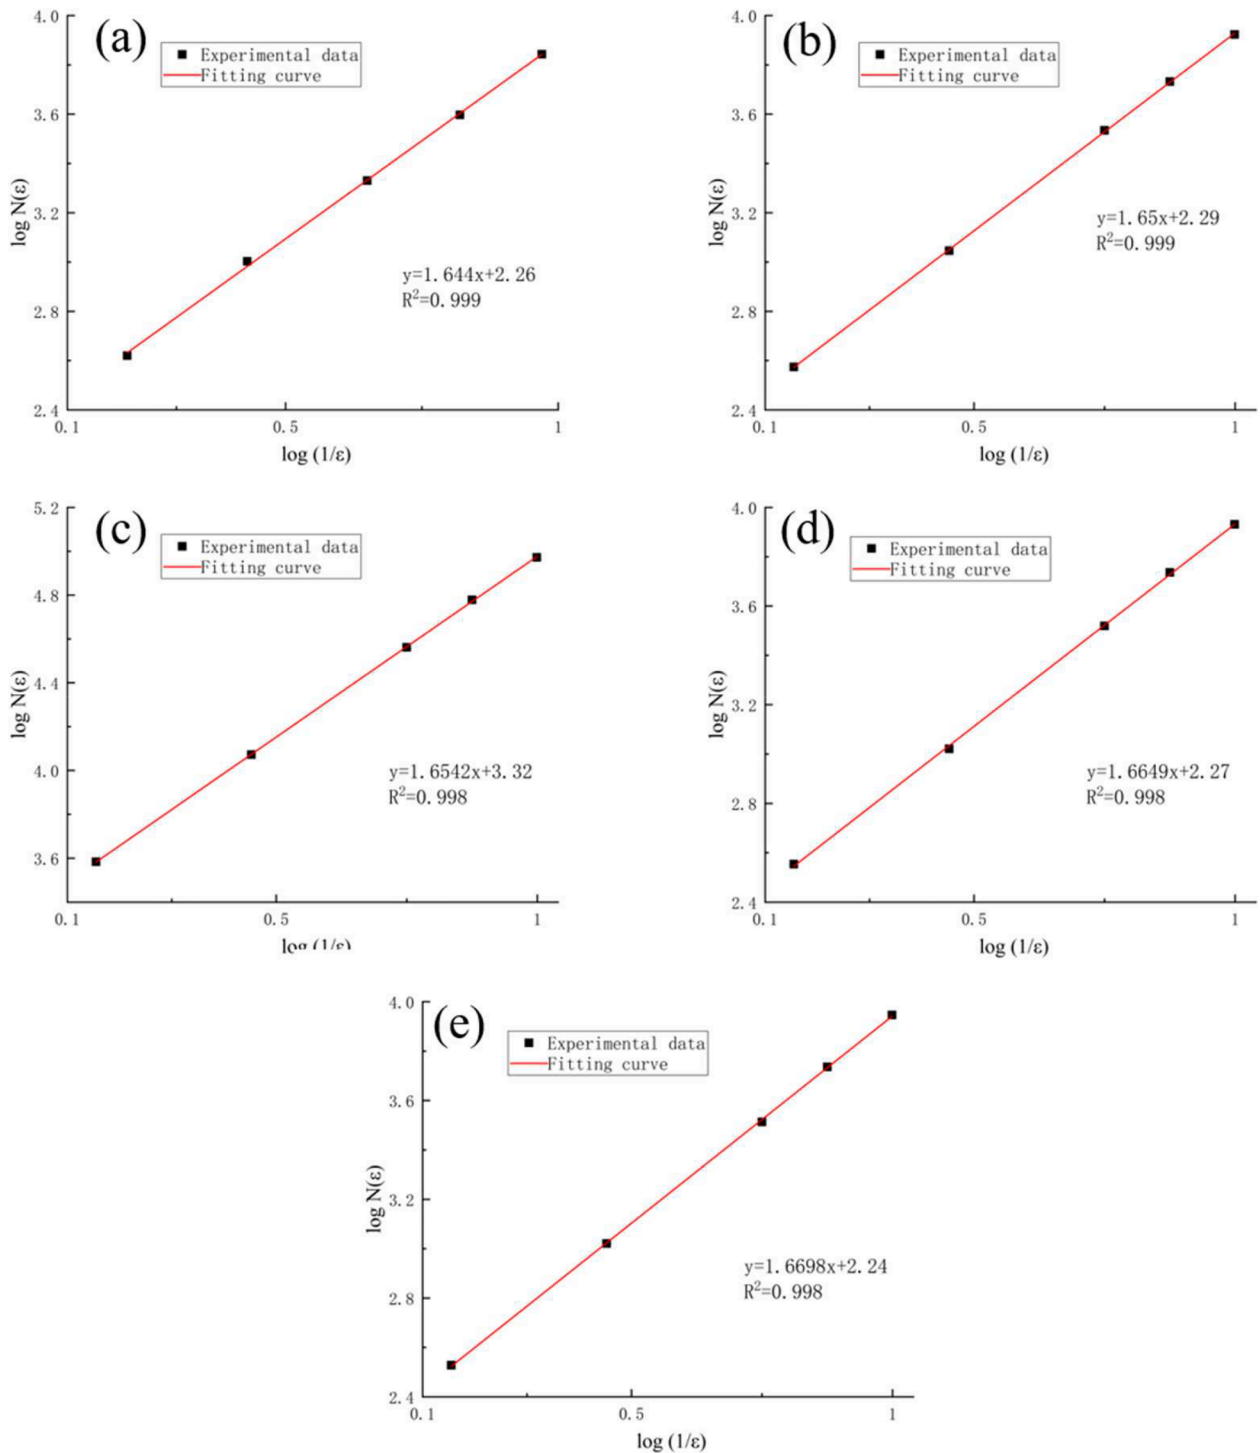 (a)
Experimental data
Fitting curve
4.0
3.6
3.2
2.8
2.4
log N(ε)
y=1.644x+2.26
R²=0.999
0.1
0.5
1
log (1/ε)
(b)
Experimental data
Fitting curve
4.0
3.6
3.2
2.8
2.4
log N(ε)
y=1.65x+2.29
R²=0.999
0.1
0.5
1
log (1/ε)
(c)
Experimental data
Fitting curve
5.2
4.8
4.4
4.0
3.6
log N(ε)
y=1.6542x+3.32
R²=0.998
0.1
0.5
1
log (1/ε)
(d)
Experimental data
Fitting curve
4.0
3.6
3.2
2.8
2.4
log N(ε)
y=1.6649x+2.27
R²=0.998
0.1
0.5
1
log (1/ε)
(e)
Experimental data
Fitting curve
4.0
3.6
3.2
2.8
2.4
log N(ε)
y=1.6698x+2.24
R²=0.998
0.1
0.5
1
log (1/ε)